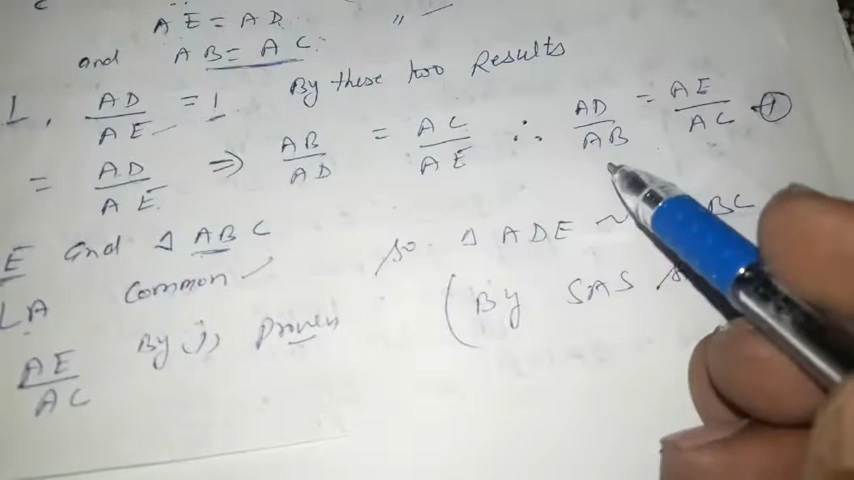 AE = AD "
and AB = AC
1, AD/AE = 1 By these two Results
= AD/AE ⇒ AB/AD = AC/AE ∴ AD/AB = AE/AC ①
E and Δ ABC so Δ ADE ~ BC
∠A Common ✓ (By SAS
AE/AC By (1) proven